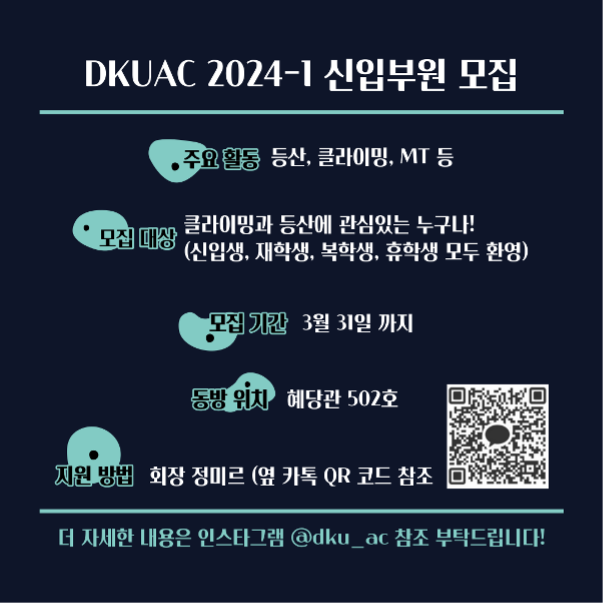 DKUAC 2024-1 신입부원 모집
주요 활동 등산, 클라이밍, MT 등
모집 대상 클라이밍과 등산에 관심있는 누구나!
(신입생, 재학생, 복학생, 휴학생 모두 환영)
모집 기간 3월 31일 까지
동방 위치 혜당관 502호
지원 방법 회장 정미르 (옆 카톡 QR 코드 참조
더 자세한 내용은 인스타그램 @dku_ac 참조 부탁드립니다!